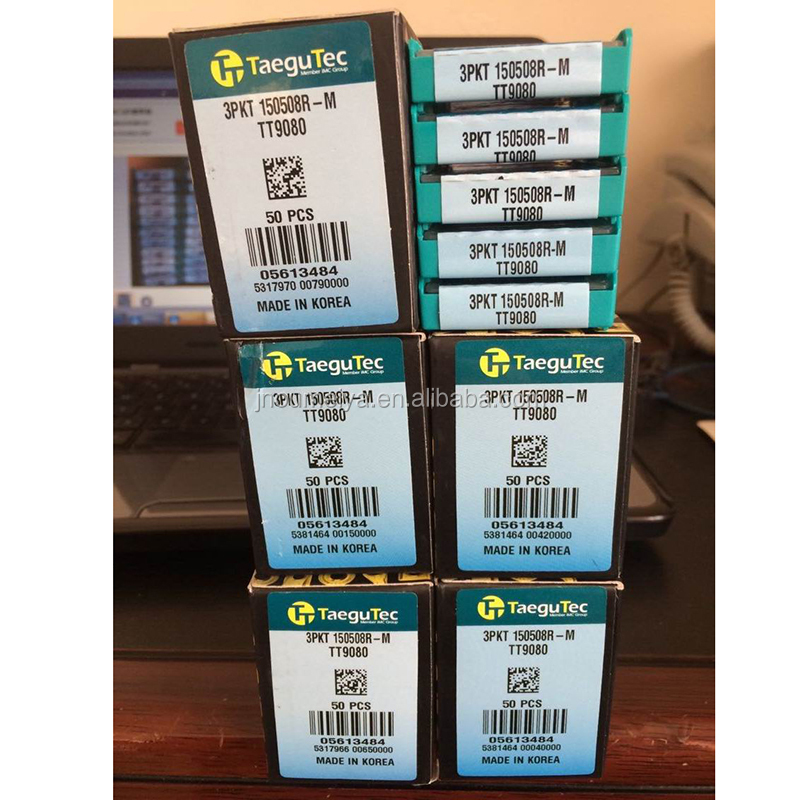 TaeguTec
Member IMC Group
3PKT 150508R-M
TT9080
50 PCS
05613484
5317970 00790000
MADE IN KOREA
3PKT 150508R-M
TT9080
3PKT 150508R-M
TT9080
3PKT 150508R-M
TT9080
3PKT 150508R-M
TT9080
3PKT 150508R-M
TT9080
TaeguTec
Member IMC Group
3PKT 150508R-M
TT9080
50 PCS
05613484
5381464 00150000
MADE IN KOREA
TaeguTec
Member IMC Group
3PKT 150508R-M
TT9080
50 PCS
05613484
5381464 00420000
MADE IN KOREA
TaeguTec
Member IMC Group
3PKT 150508R-M
TT9080
50 PCS
05613484
5317966 00650000
MADE IN KOREA
TaeguTec
Member IMC Group
3PKT 150508R-M
TT9080
50 PCS
05613484
5381464 00040000
MADE IN KOREA